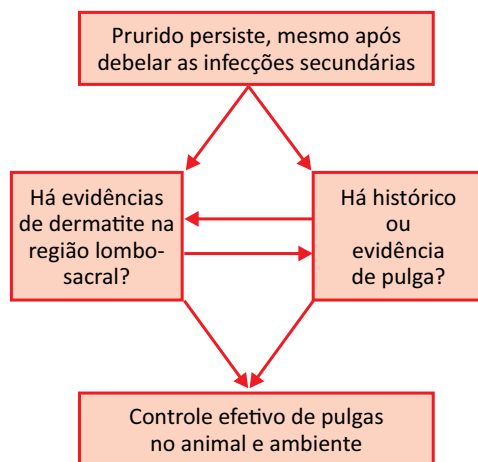 Prurido persiste, mesmo após
debelar as infecções secundárias
Há evidências
de dermatite na
região lombo-
sacral?
Há histórico
ou
evidência
de pulga?
Controle efetivo de pulgas
no animal e ambiente